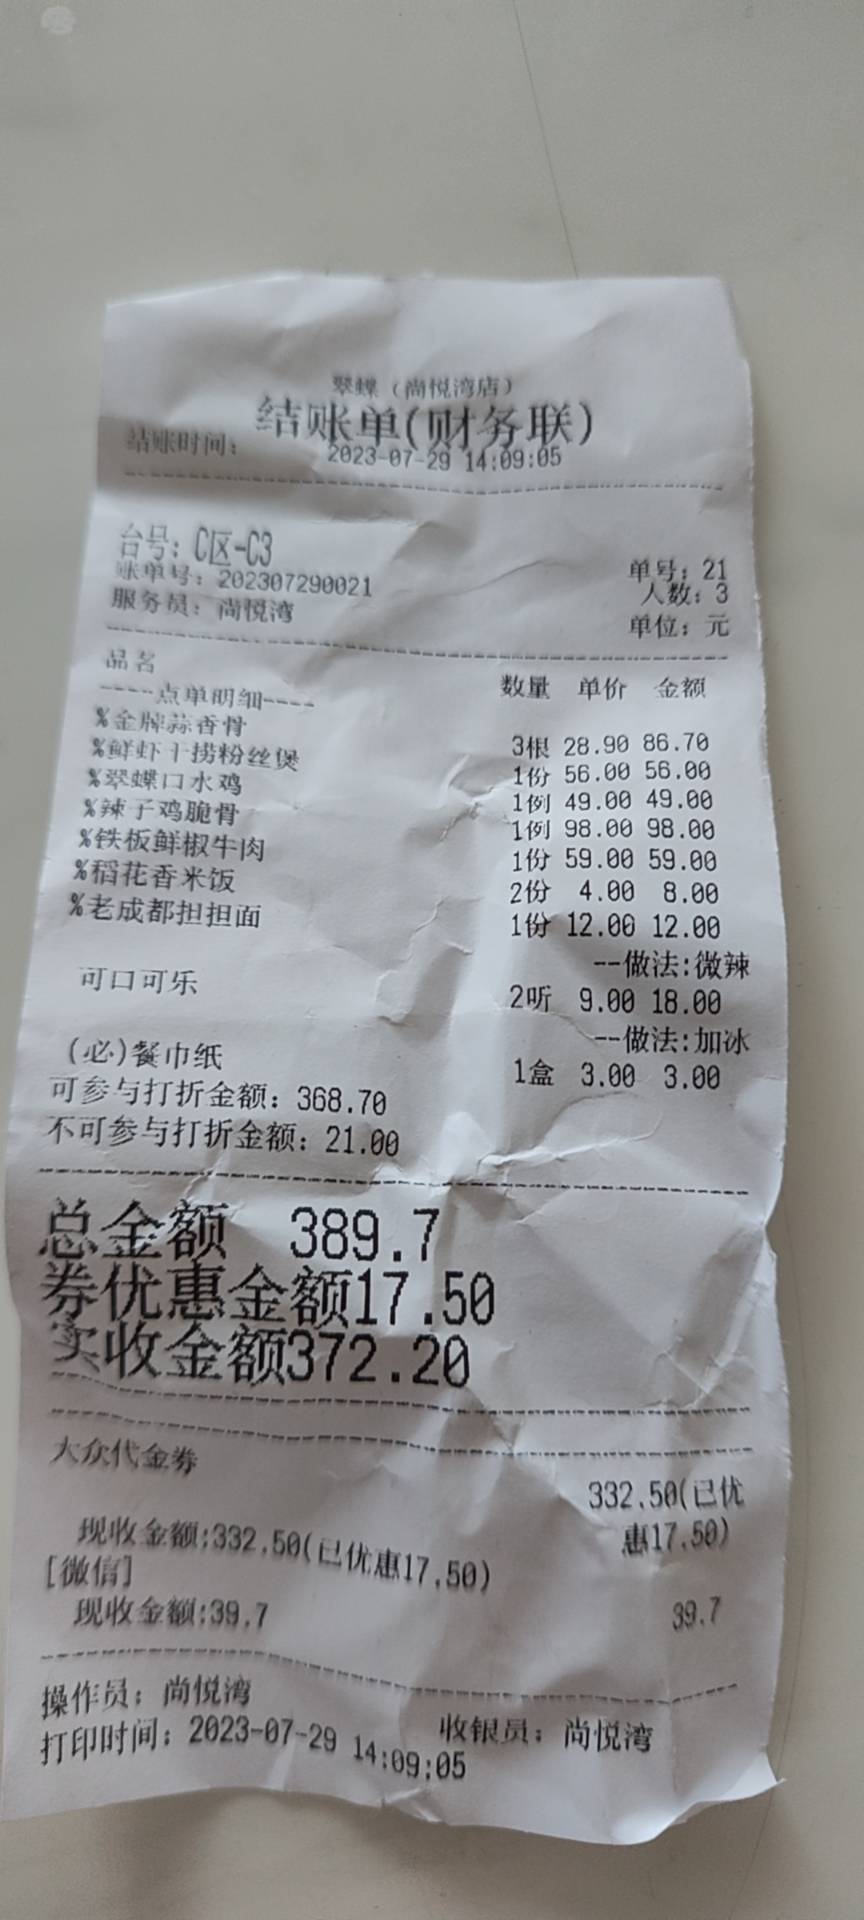 翠蝶（尚悦湾店）
结账单(财务联)
结账时间： 2023-07-29 14:09:05
台号：C区-C3
账单号：202307290021 单号：21
服务员：尚悦湾 人数：3
单位：元
品名 数量 单价 金额
----点单明细----
%金牌蒜香骨 3根 28.90 86.70
%鲜虾干捞粉丝煲 1份 56.00 56.00
%翠蝶口水鸡 1例 49.00 49.00
%辣子鸡脆骨 1例 98.00 98.00
%铁板鲜椒牛肉 1份 59.00 59.00
%稻花香米饭 2份 4.00 8.00
%老成都担担面 1份 12.00 12.00
--做法:微辣
可口可乐 2听 9.00 18.00
--做法:加冰
(必)餐巾纸 1盒 3.00 3.00
可参与打折金额：368.70
不可参与打折金额：21.00
总金额 389.7
券优惠金额17.50
实收金额372.20
大众代金券 332.50(已优
惠17.50)
现收金额:332.50(已优惠17.50)
[微信] 39.7
现收金额:39.7
操作员：尚悦湾 收银员：尚悦湾
打印时间：2023-07-29 14:09:05